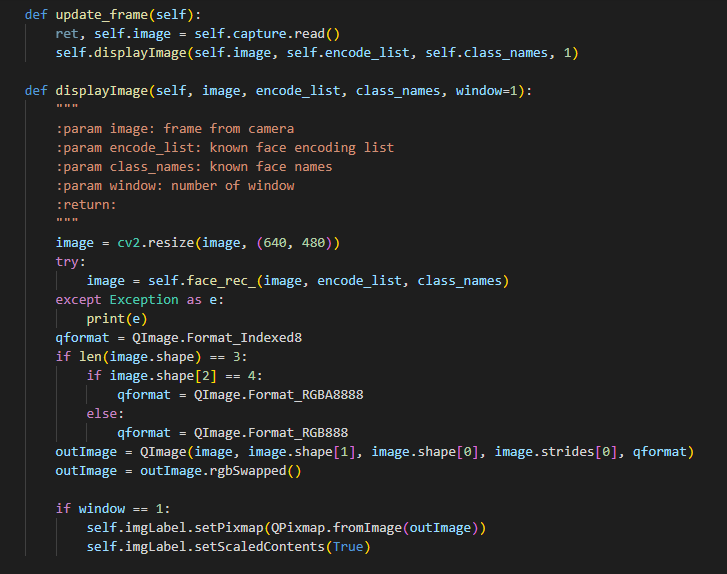 def update_frame(self):
    ret, self.image = self.capture.read()
    self.displayImage(self.image, self.encode_list, self.class_names, 1)

def displayImage(self, image, encode_list, class_names, window=1):
    """
    :param image: frame from camera
    :param encode_list: known face encoding list
    :param class_names: known face names
    :param window: number of window
    :return:
    """
    image = cv2.resize(image, (640, 480))
    try:
        image = self.face_rec_(image, encode_list, class_names)
    except Exception as e:
        print(e)
    qformat = QImage.Format_Indexed8
    if len(image.shape) == 3:
        if image.shape[2] == 4:
            qformat = QImage.Format_RGBA8888
        else:
            qformat = QImage.Format_RGB888
    outImage = QImage(image, image.shape[1], image.shape[0], image.strides[0], qformat)
    outImage = outImage.rgbSwapped()

    if window == 1:
        self.imgLabel.setPixmap(QPixmap.fromImage(outImage))
        self.imgLabel.setScaledContents(True)